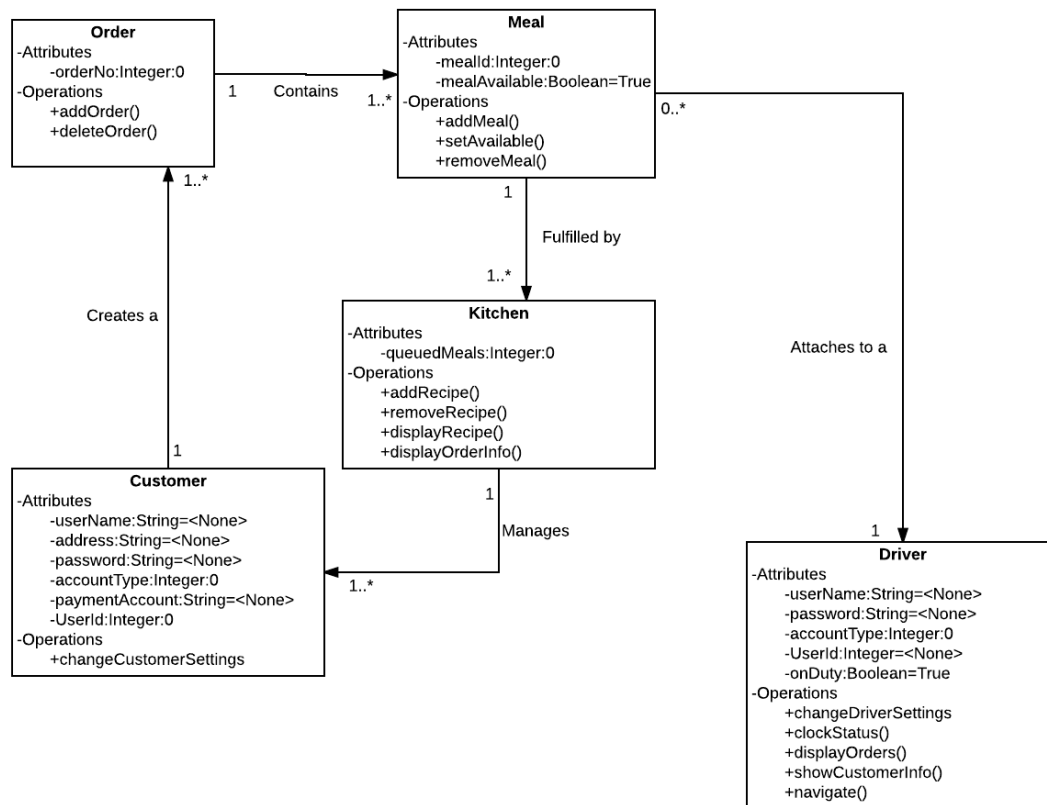 Order
-Attributes
-orderNo:Integer:0
-Operations
+addOrder()
+deleteOrder()
1
Contains
1..*
Meal
-Attributes
-mealId:Integer:0
-mealAvailable:Boolean=True
-Operations
+addMeal()
+setAvailable()
+removeMeal()
0..*
1..*
1
Fulfilled by
1..*
Creates a
Attaches to a
Kitchen
-Attributes
-queuedMeals:Integer:0
-Operations
+addRecipe()
+removeRecipe()
+displayRecipe()
+displayOrderInfo()
1
Customer
-Attributes
-userName:String=<None>
-address:String=<None>
-password:String=<None>
-accountType:Integer:0
-paymentAccount:String=<None>
-UserId:Integer:0
-Operations
+changeCustomerSettings
1
Manages
1..*
1
Driver
-Attributes
-userName:String=<None>
-password:String=<None>
-accountType:Integer:0
-UserId:Integer=<None>
-onDuty:Boolean=True
-Operations
+changeDriverSettings
+clockStatus()
+displayOrders()
+showCustomerInfo()
+navigate()